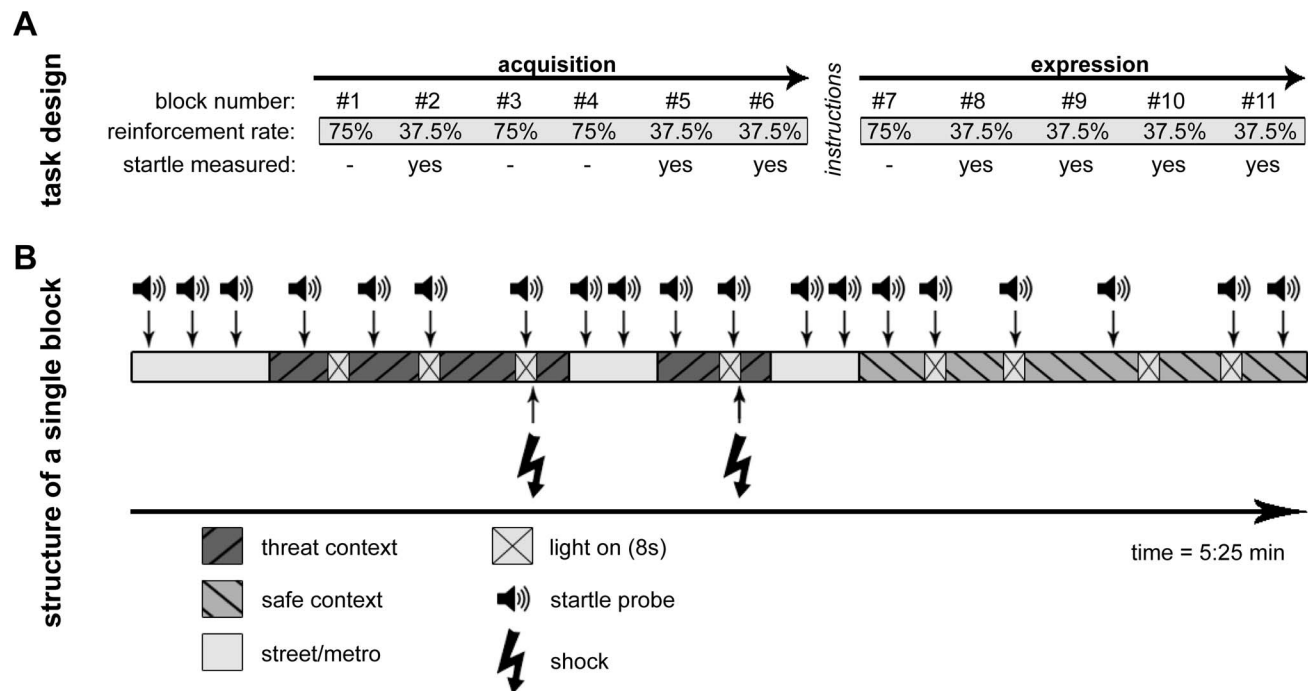 A
task design
acquisition
instructions
expression
block number: #1 #2 #3 #4 #5 #6 #7 #8 #9 #10 #11
reinforcement rate: 75% 37.5% 75% 75% 37.5% 37.5% 75% 37.5% 37.5% 37.5% 37.5%
startle measured: - yes - - yes yes - yes yes yes yes
B
structure of a single block
threat context
light on (8s)
time = 5:25 min
safe context
startle probe
street/metro
shock